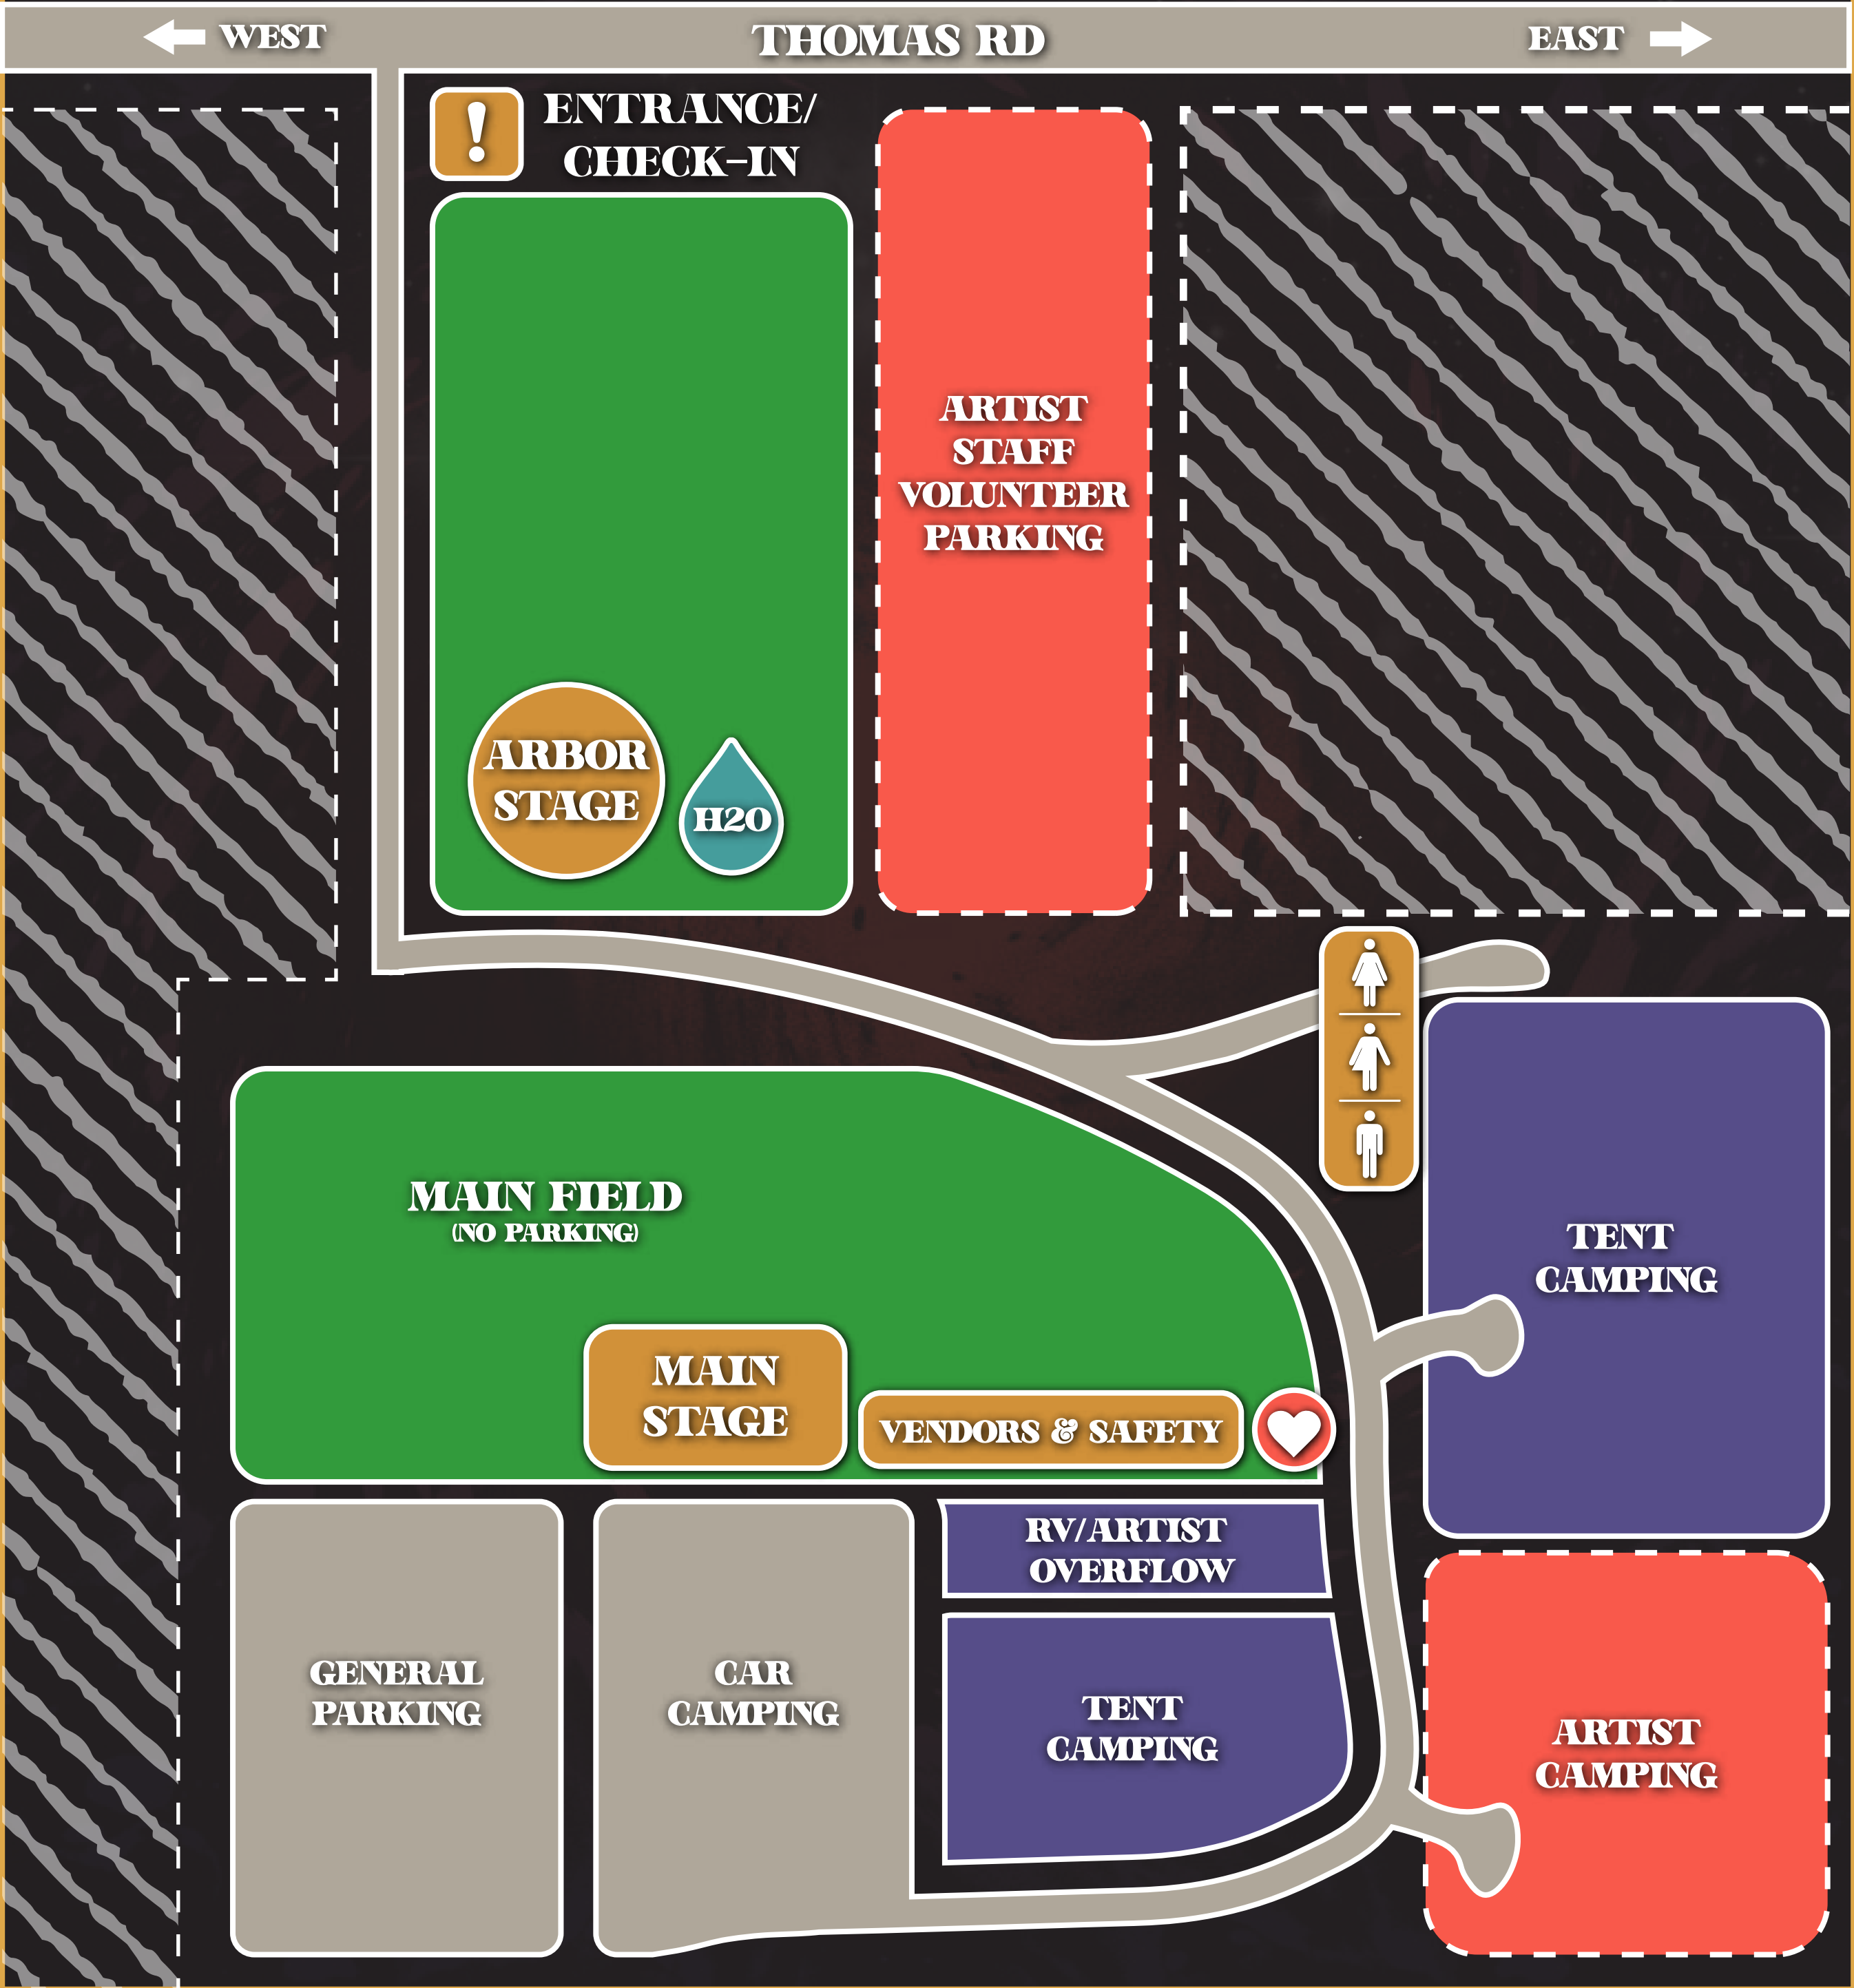 WEST
THOMAS RD
EAST
!
ENTRANCE/
CHECK-IN
ARTIST
STAFF
VOLUNTEER
PARKING
ARBOR
STAGE
H2O
MAIN FIELD
(NO PARKING)
TENT
CAMPING
MAIN
STAGE
VENDORS & SAFETY
RV/ARTIST
OVERFLOW
GENERAL
PARKING
CAR
CAMPING
TENT
CAMPING
ARTIST
CAMPING